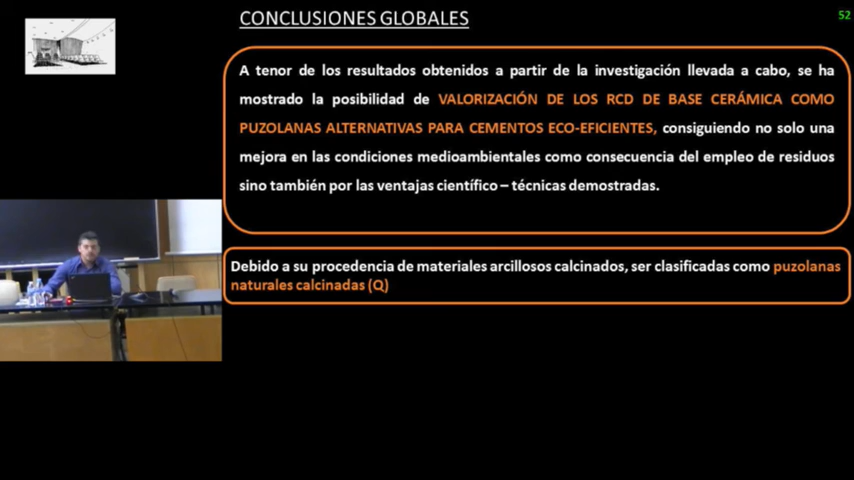 CONCLUSIONES GLOBALES
52
A tenor de los resultados obtenidos a partir de la investigación llevada a cabo, se ha
mostrado la posibilidad de VALORIZACIÓN DE LOS RCD DE BASE CERÁMICA COMO
PUZOLANAS ALTERNATIVAS PARA CEMENTOS ECO-EFICIENTES, consiguiendo no solo una
mejora en las condiciones medioambientales como consecuencia del empleo de residuos
sino también por las ventajas científico – técnicas demostradas.
Debido a su procedencia de materiales arcillosos calcinados, ser clasificadas como puzolanas
naturales calcinadas (Q)